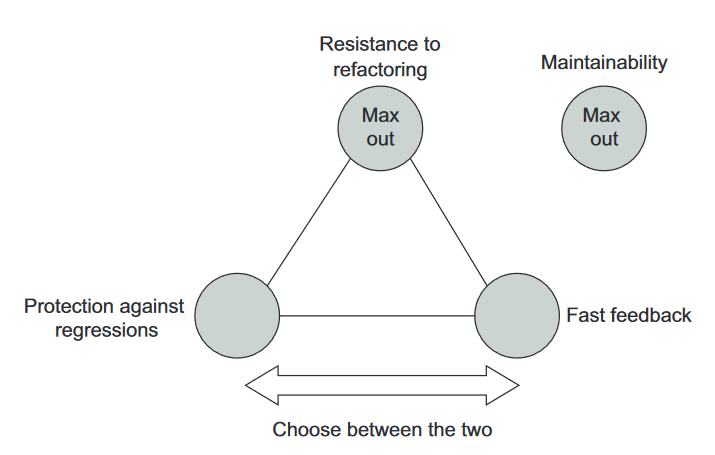 Resistance to
refactoring
Maintainability
Max
out
Max
out
Protection against
regressions
Fast feedback
Choose between the two